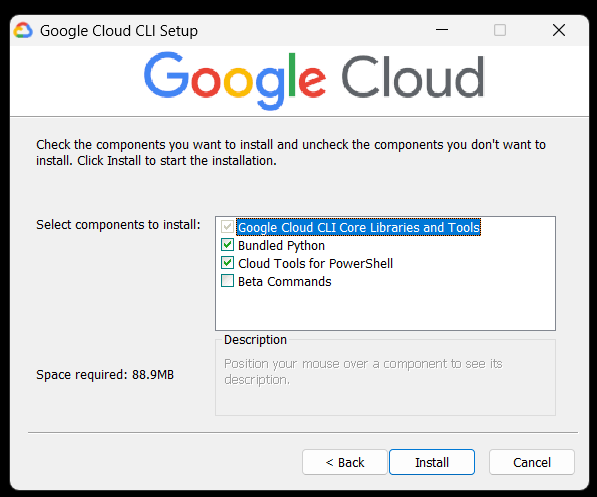 Google Cloud CLI Setup
Google Cloud
Check the components you want to install and uncheck the components you don't want to
install. Click Install to start the installation.
Select components to install:
Google Cloud CLI Core Libraries and Tools
Bundled Python
Cloud Tools for PowerShell
Beta Commands
Description
Position your mouse over a component to see its
description.
Space required: 88.9MB
< Back
Install
Cancel